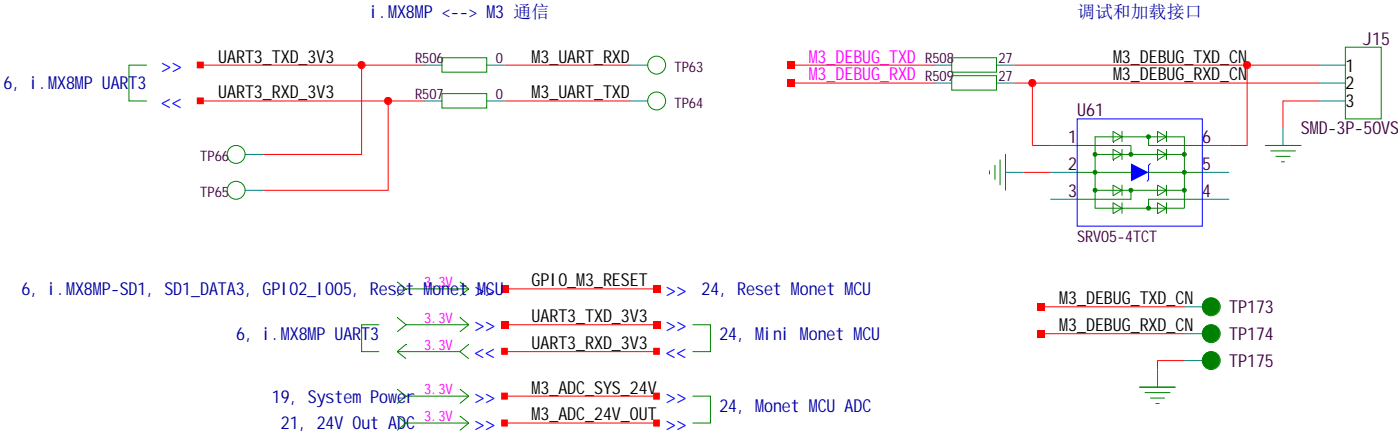 i.MX8MP <--> M3 通信
调试和加载接口
6, i.MX8MP UART3
>> UART3_TXD_3V3 R506 0 M3_UART_RXD TP63
<< UART3_RXD_3V3 R507 0 M3_UART_TXD TP64
TP66
TP65
M3_DEBUG_TXD R508 27 M3_DEBUG_TXD_CN
M3_DEBUG_RXD R509 27 M3_DEBUG_RXD_CN
J15
1
2
3
SMD-3P-50VS
U61
1 6
2 5
3 4
SRV05-4TCT
6, i.MX8MP-SD1, SD1_DATA3, GPIO2_IO05, Reset Monet MCU 3.3V >> GPIO_M3_RESET >> 24, Reset Monet MCU
6, i.MX8MP UART3
3.3V >> UART3_TXD_3V3 >>
3.3V << UART3_RXD_3V3 <<
24, Mini Monet MCU
19, System Power 3.3V >> M3_ADC_SYS_24V >>
21, 24V Out ADC 3.3V >> M3_ADC_24V_OUT >>
24, Monet MCU ADC
M3_DEBUG_TXD_CN TP173
M3_DEBUG_RXD_CN TP174
TP175